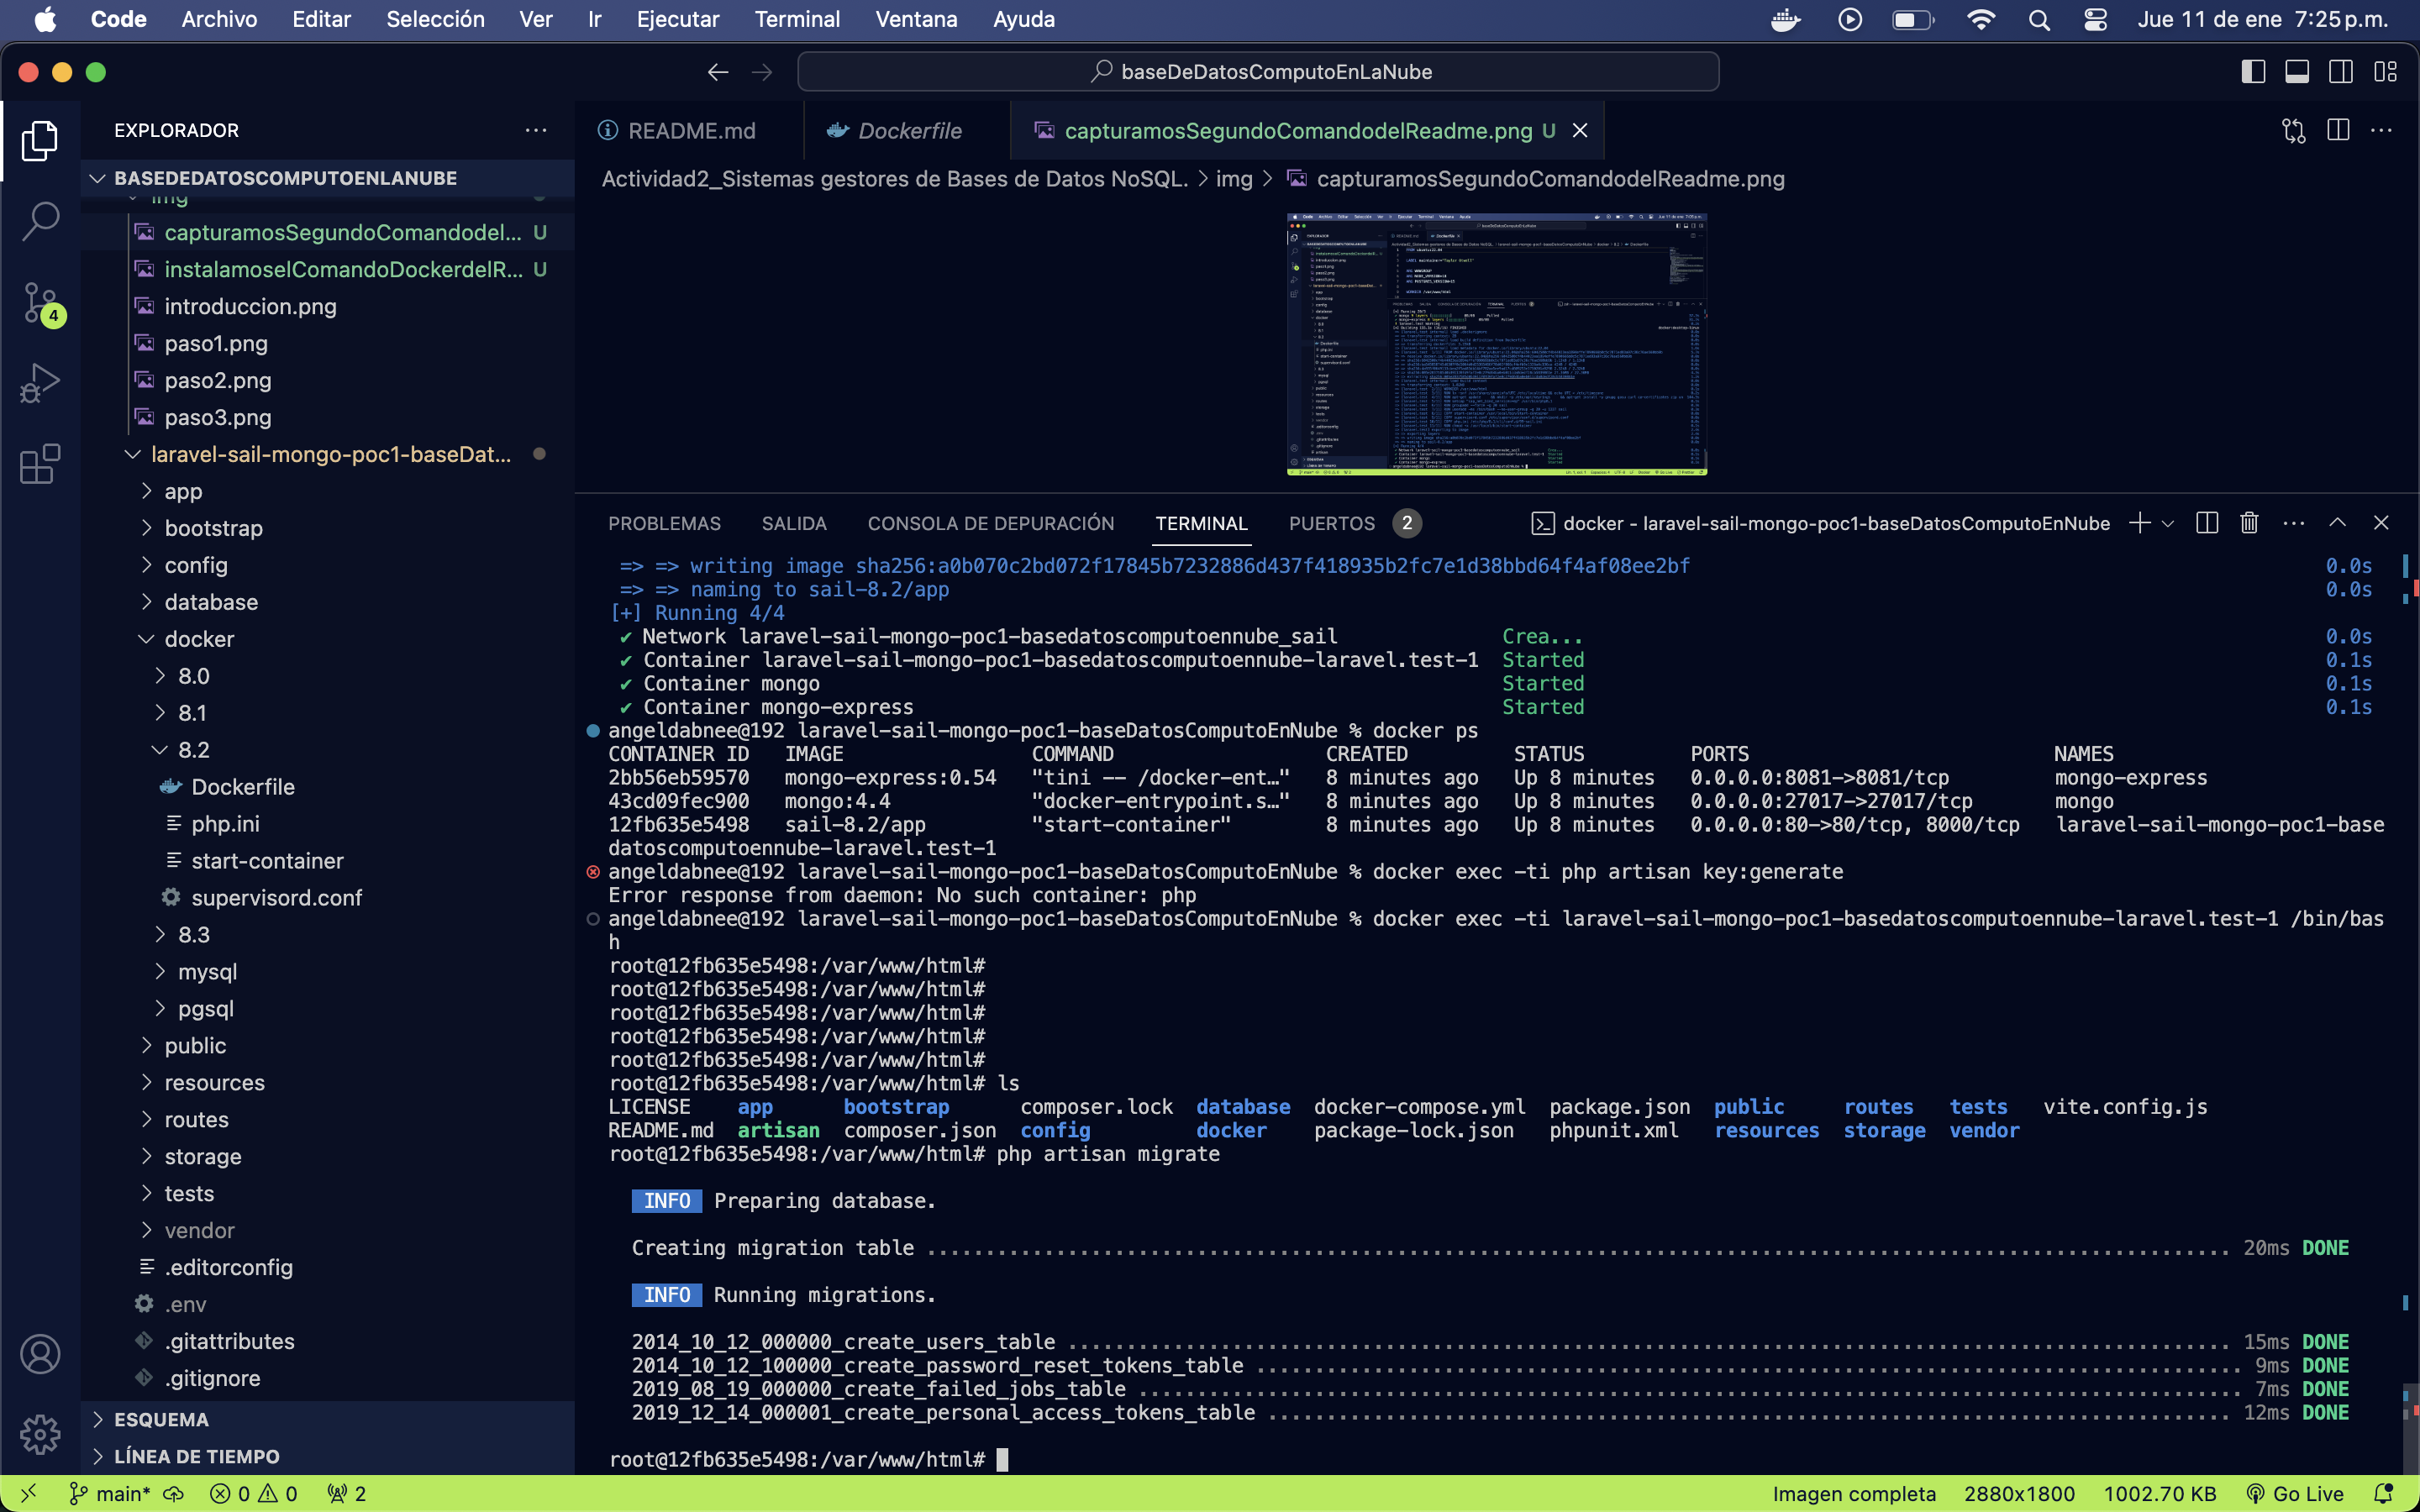 Code Archivo Editar Selección Ver Ir Ejecutar Terminal Ventana Ayuda Jue 11 de ene 7:25 p.m.
baseDeDatosComputoEnLaNube
EXPLORADOR
README.md Dockerfile capturamosSegundoComandodelReadme.png U
BASEDEDATOSCOMPUTOENLANUBE
Actividad2_Sistemas gestores de Bases de Datos NoSQL. > img > capturamosSegundoComandodelReadme.png
img
capturamosSegundoComandodel... U
instalamoselComandoDockerdelR... U
introduccion.png
paso1.png
paso2.png
paso3.png
laravel-sail-mongo-poc1-baseDat...
app
bootstrap
config
database
docker
8.0
8.1
8.2
Dockerfile
php.ini
start-container
supervisord.conf
8.3
mysql
pgsql
public
resources
routes
storage
tests
vendor
.editorconfig
.env
.gitattributes
.gitignore
ESQUEMA
LÍNEA DE TIEMPO
4
PROBLEMAS SALIDA CONSOLA DE DEPURACIÓN TERMINAL PUERTOS 2 docker - laravel-sail-mongo-poc1-baseDatosComputoEnNube
=> => writing image sha256:a0b070c2bd072f17845b7232886d437f418935b2fc7e1d38bbd64f4af08ee2bf 0.0s
=> => naming to sail-8.2/app 0.0s
[+] Running 4/4
✔ Network laravel-sail-mongo-poc1-basedatoscomputoennube_sail Crea... 0.0s
✔ Container laravel-sail-mongo-poc1-basedatoscomputoennube-laravel.test-1 Started 0.1s
✔ Container mongo Started 0.1s
✔ Container mongo-express Started 0.1s
angeldabnee@192 laravel-sail-mongo-poc1-baseDatosComputoEnNube % docker ps
CONTAINER ID IMAGE COMMAND CREATED STATUS PORTS NAMES
2bb56eb59570 mongo-express:0.54 "tini -- /docker-ent…" 8 minutes ago Up 8 minutes 0.0.0.0:8081->8081/tcp mongo-express
43cd09fec900 mongo:4.4 "docker-entrypoint.s…" 8 minutes ago Up 8 minutes 0.0.0.0:27017->27017/tcp mongo
12fb635e5498 sail-8.2/app "start-container" 8 minutes ago Up 8 minutes 0.0.0.0:80->80/tcp, 8000/tcp laravel-sail-mongo-poc1-base
datoscomputoennube-laravel.test-1
angeldabnee@192 laravel-sail-mongo-poc1-baseDatosComputoEnNube % docker exec -ti php artisan key:generate
Error response from daemon: No such container: php
angeldabnee@192 laravel-sail-mongo-poc1-baseDatosComputoEnNube % docker exec -ti laravel-sail-mongo-poc1-basedatoscomputoennube-laravel.test-1 /bin/bas
h
root@12fb635e5498:/var/www/html#
root@12fb635e5498:/var/www/html#
root@12fb635e5498:/var/www/html#
root@12fb635e5498:/var/www/html#
root@12fb635e5498:/var/www/html#
root@12fb635e5498:/var/www/html# ls
LICENSE app bootstrap composer.lock database docker-compose.yml package.json public routes tests vite.config.js
README.md artisan composer.json config docker package-lock.json phpunit.xml resources storage vendor
root@12fb635e5498:/var/www/html# php artisan migrate
INFO Preparing database.
Creating migration table ........ 20ms DONE
INFO Running migrations.
2014_10_12_000000_create_users_table ........ 15ms DONE
2014_10_12_100000_create_password_reset_tokens_table ........ 9ms DONE
2019_08_19_000000_create_failed_jobs_table ........ 7ms DONE
2019_12_14_000001_create_personal_access_tokens_table ........ 12ms DONE
root@12fb635e5498:/var/www/html#
main* 0 0 2 Imagen completa 2880x1800 1002.70 KB Go Live